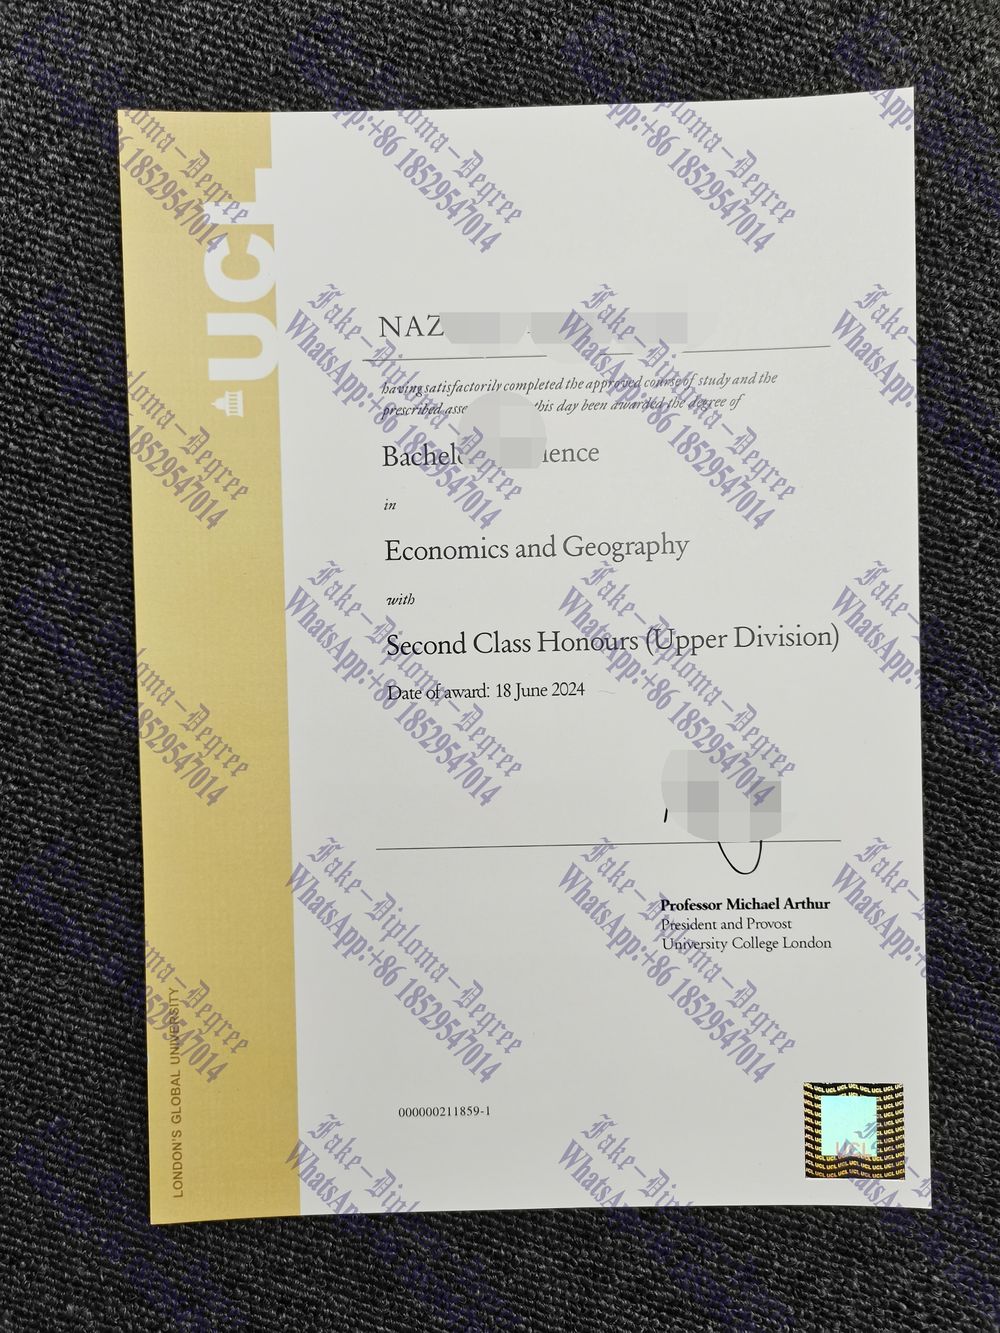 UCL
LONDON'S GLOBAL UNIVERSITY
NAZ
having satisfactorily completed the approved course of study and the
prescribed asse this day been awarded the degree of
Bachel ience
in
Economics and Geography
with
Second Class Honours (Upper Division)
Date of award: 18 June 2024
Professor Michael Arthur
President and Provost
University College London
000000211859-1
UCL
Fake-Diploma-Degree
WhatsApp:+86 18529547014